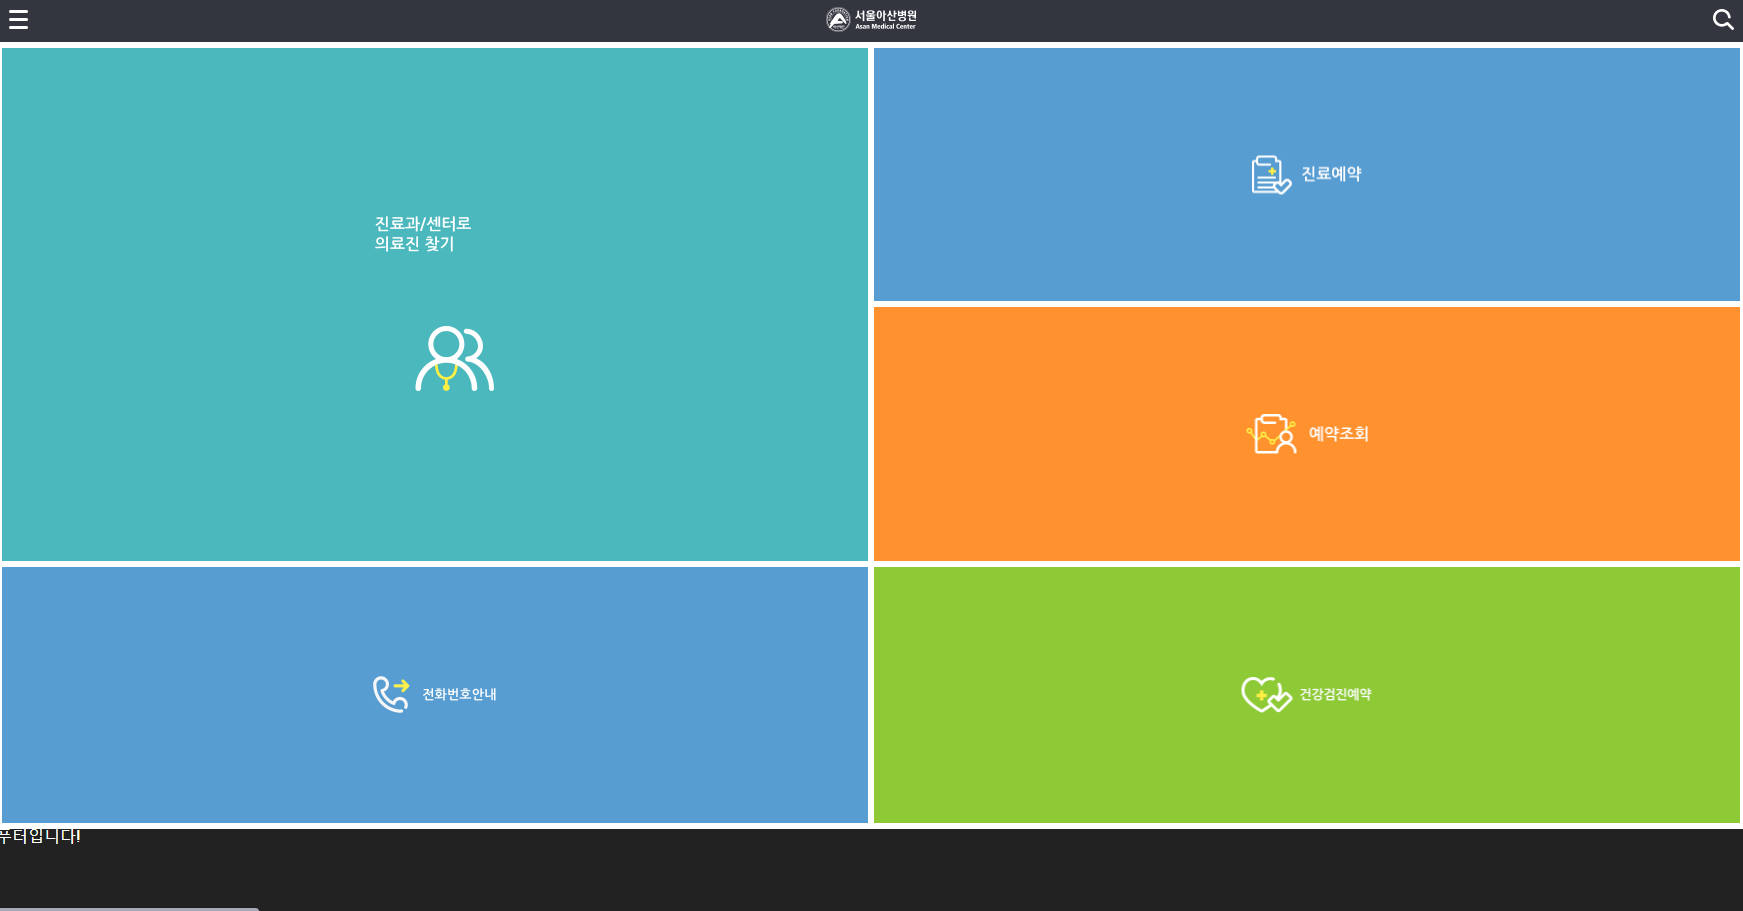 서울아산병원
Asan Medical Center
진료과/센터로
의료진 찾기
진료예약
예약조회
전화번호안내
건강검진예약
푸터입니다!